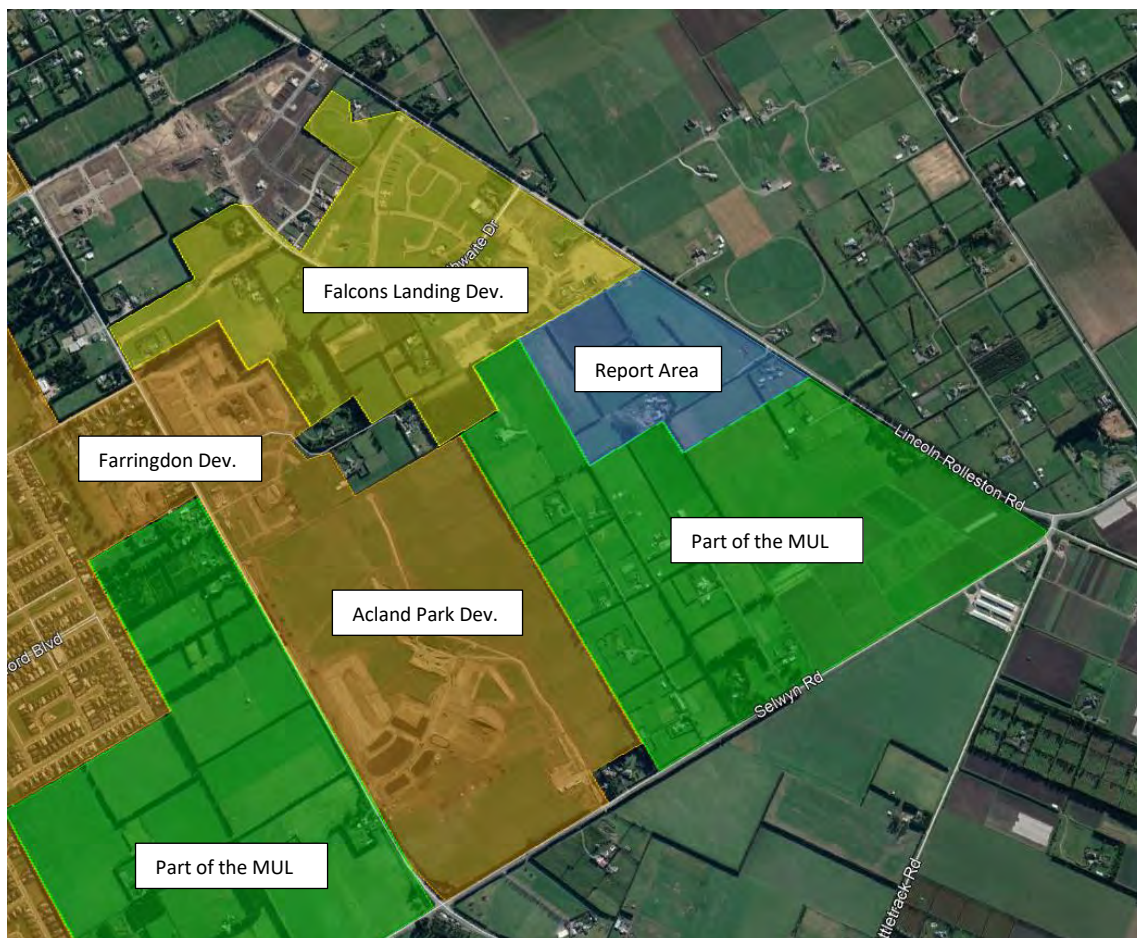 Falcons Landing Dev.
Report Area
Lincoln Rolleston Rd
Farringdon Dev.
Part of the MUL
Acland Park Dev.
Selwyn Rd
Part of the MUL